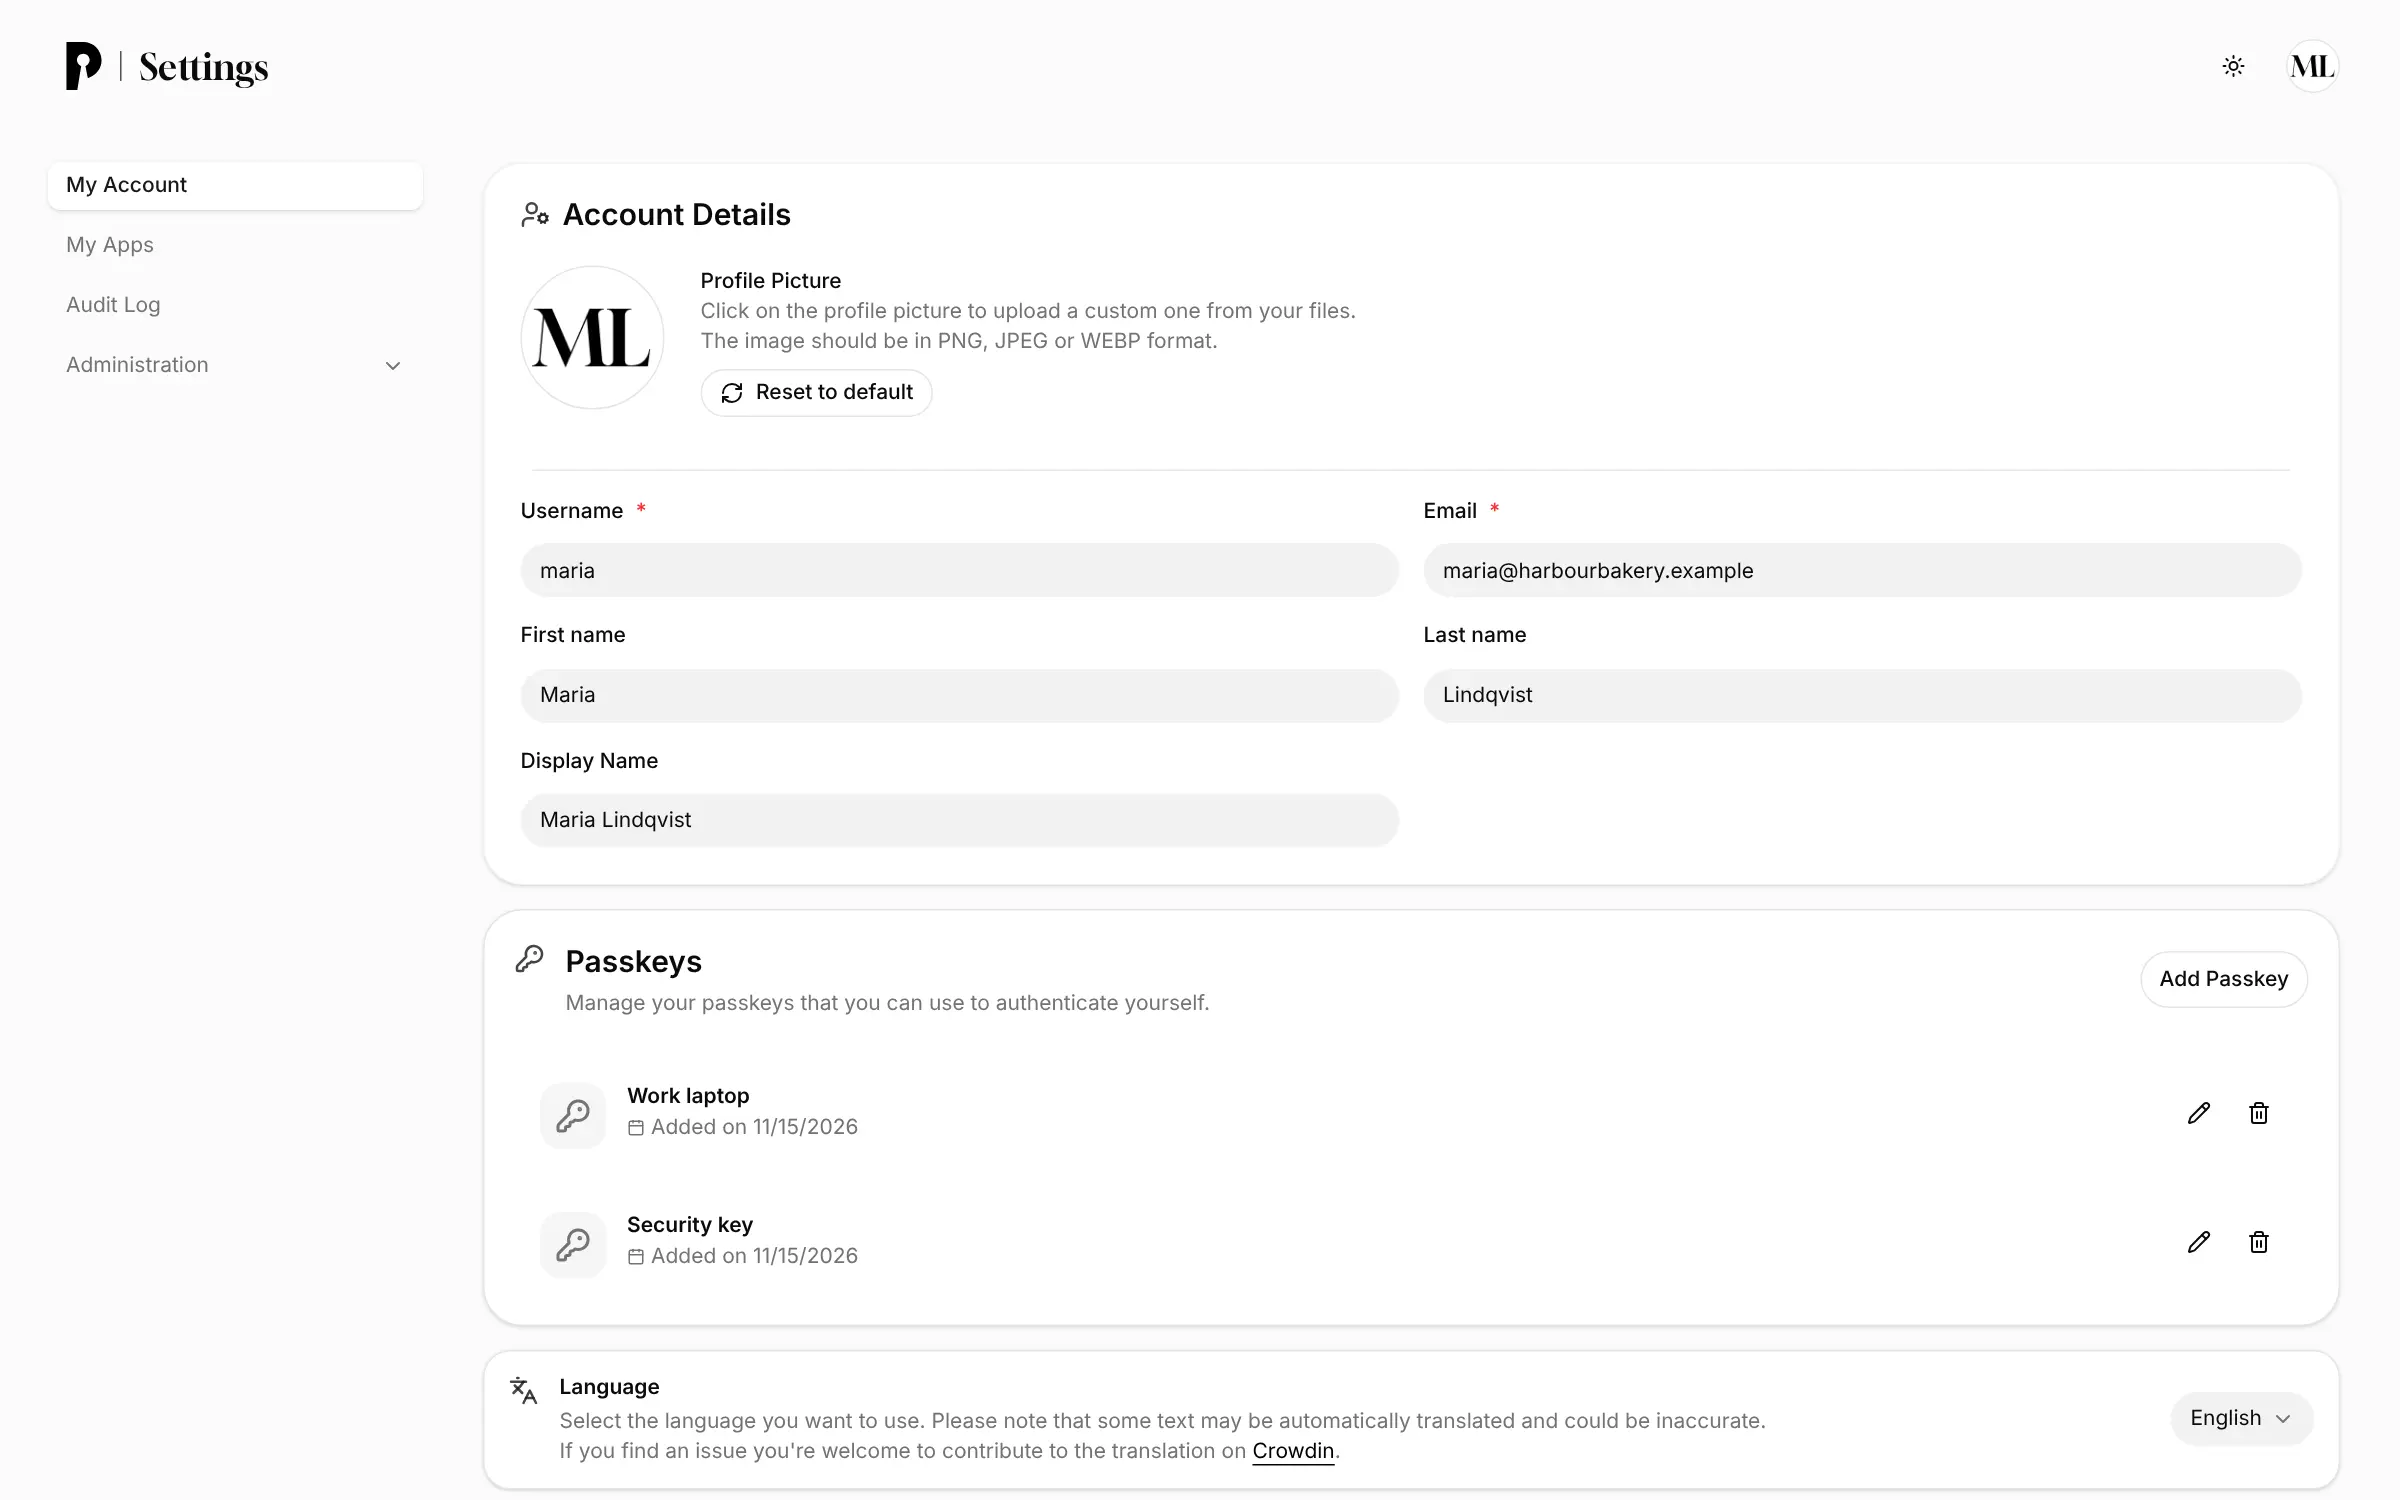 Settings
ML
My Account
My Apps
Audit Log
Administration
Account Details
ML
Profile Picture
Click on the profile picture to upload a custom one from your files.
The image should be in PNG, JPEG or WEBP format.
Reset to default
Username *
Email *
maria
maria@harbourbakery.example
First name
Last name
Maria
Lindqvist
Display Name
Maria Lindqvist
Passkeys
Manage your passkeys that you can use to authenticate yourself.
Add Passkey
Work laptop
Added on 11/15/2026
Security key
Added on 11/15/2026
Language
Select the language you want to use. Please note that some text may be automatically translated and could be inaccurate.
If you find an issue you're welcome to contribute to the translation on Crowdin.
English